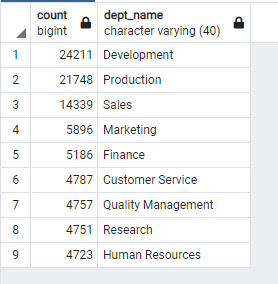 count dept_name
bigint character varying (40)
1 24211 Development
2 21748 Production
3 14339 Sales
4 5896 Marketing
5 5186 Finance
6 4787 Customer Service
7 4757 Quality Management
8 4751 Research
9 4723 Human Resources